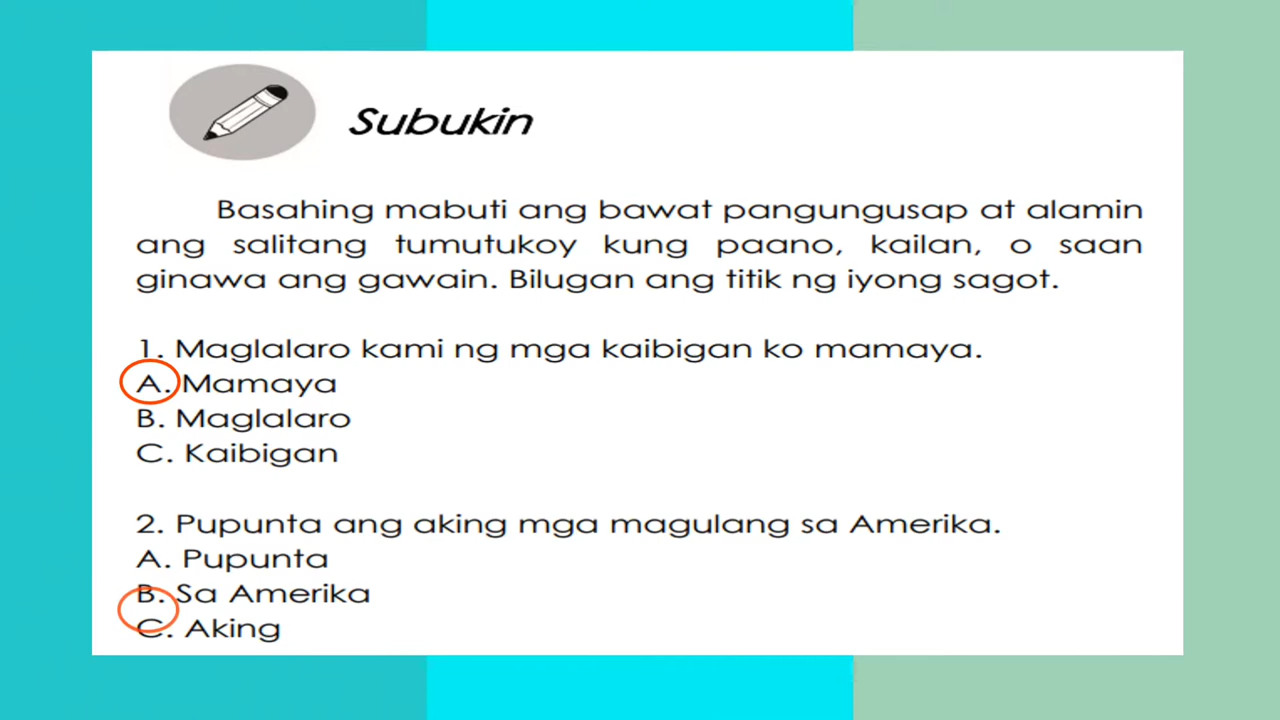 Subukin
Basahing mabuti ang bawat pangungusap at alamin
ang salitang tumutukoy kung paano, kailan, o saan
ginawa ang gawain. Bilugan ang titik ng iyong sagot.
1. Maglalaro kami ng mga kaibigan ko mamaya.
A. Mamaya
B. Maglalaro
C. Kaibigan
2. Pupunta ang aking mga magulang sa Amerika.
A. Pupunta
B. Sa Amerika
C. Aking